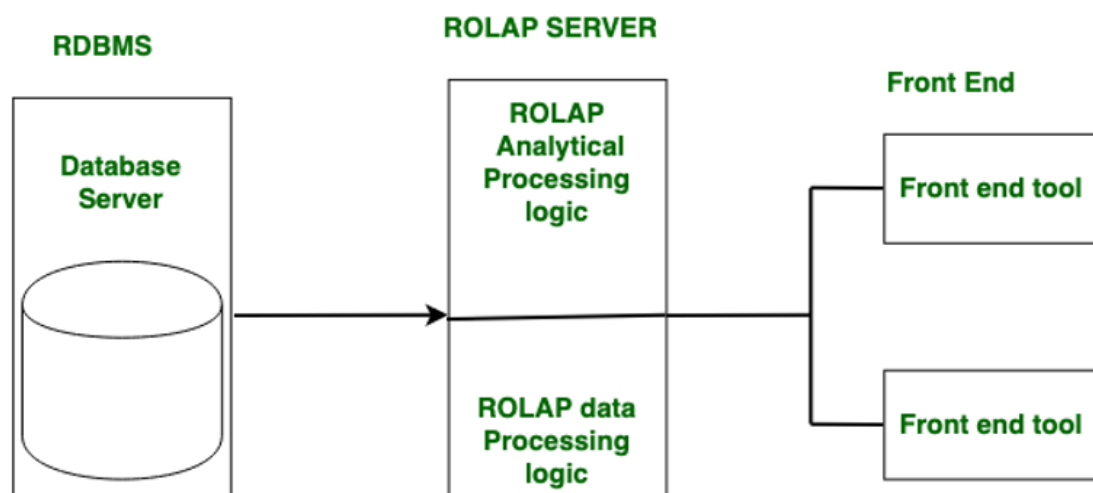 RDBMS
Database
Server
ROLAP SERVER
ROLAP
Analytical
Processing
logic
ROLAP data
Processing
logic
Front End
Front end tool
Front end tool